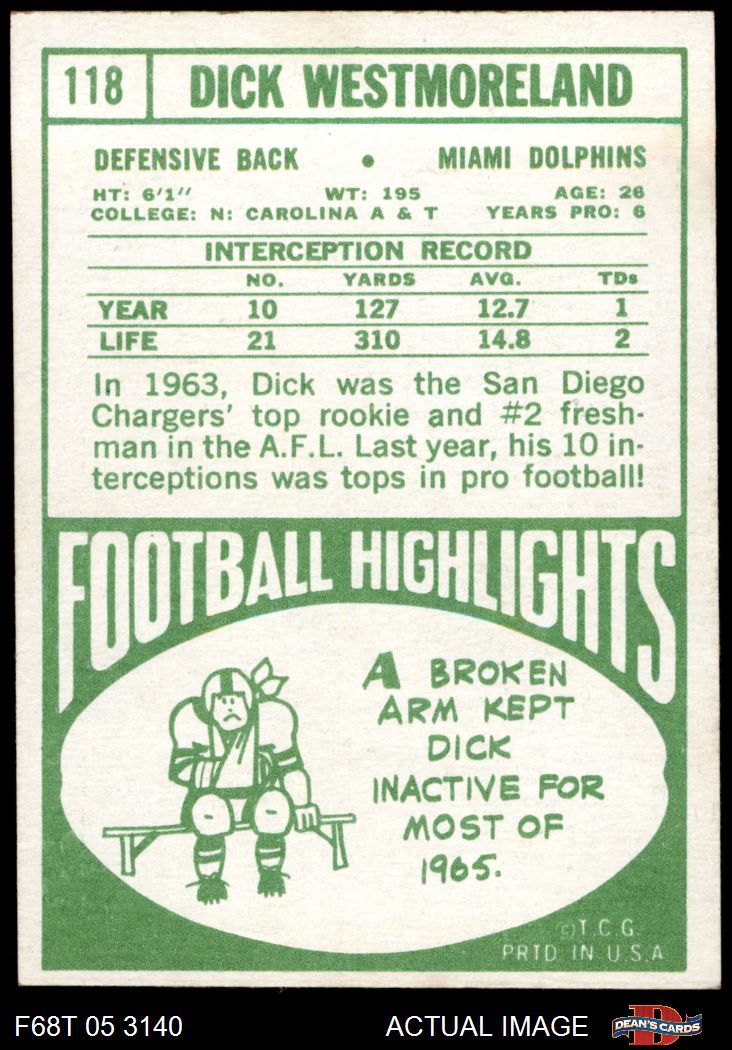 118 DICK WESTMORELAND
DEFENSIVE BACK • MIAMI DOLPHINS
HT: 6'1" WT: 195 AGE: 26
COLLEGE: N: CAROLINA A & T YEARS PRO: 6
INTERCEPTION RECORD
NO. YARDS AVG. TDs
YEAR 10 127 12.7 1
LIFE 21 310 14.8 2
In 1963, Dick was the San Diego
Chargers' top rookie and #2 fresh-
man in the A.F.L. Last year, his 10 in-
terceptions was tops in pro football!
FOOTBALL HIGHLIGHTS
A BROKEN
ARM KEPT
DICK
INACTIVE FOR
MOST OF
1965.
©T.C.G.
PRTD. IN U.S.A
F68T 05 3140 ACTUAL IMAGE D DEAN'S CARDS